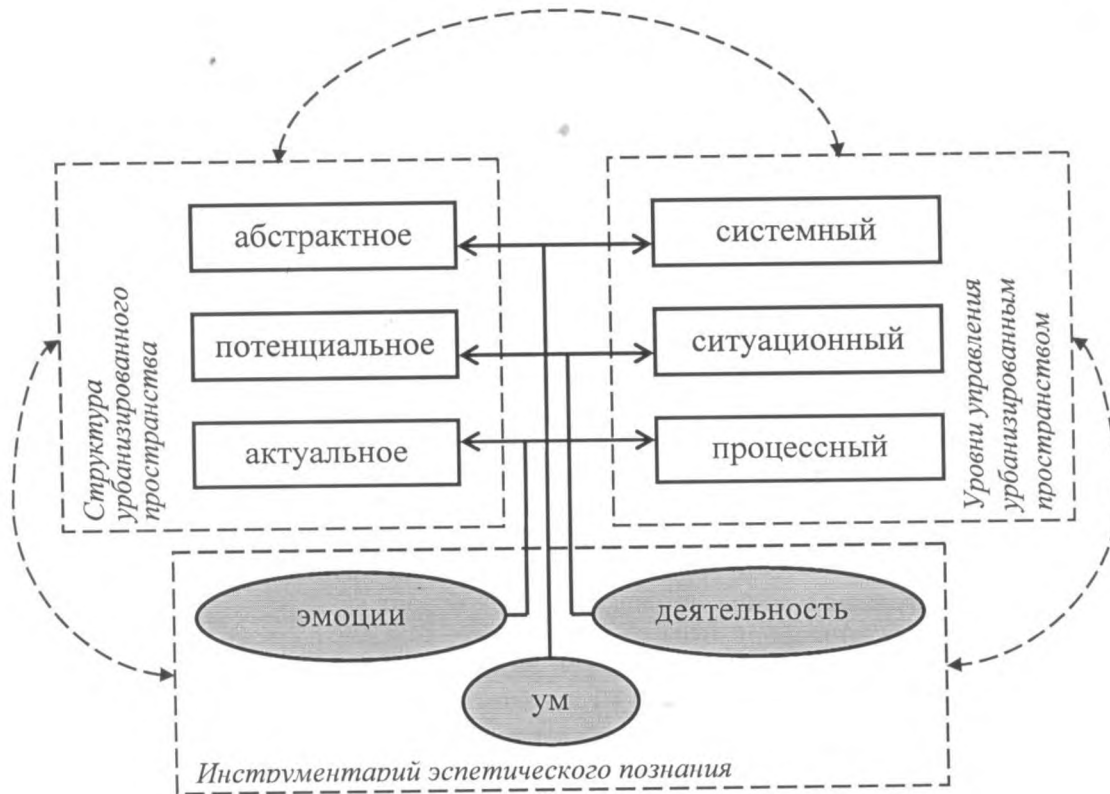 абстрактное
потенциальное
актуальное
Структура
урбанизированного
пространства
системный
ситуационный
процессный
Уровни управления
урбанизированным
пространством
эмоции
деятельность
ум
Инструментарий эспетического познания